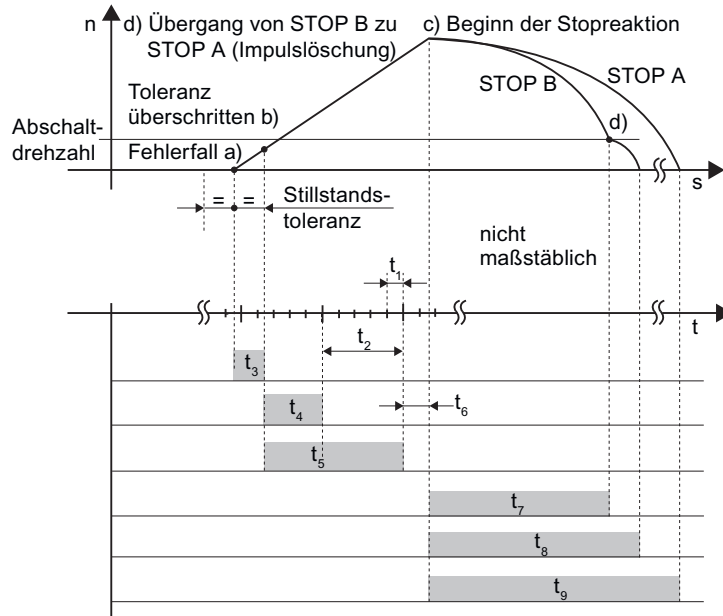 n d) Übergang von STOP B zu STOP A (Impulslöschung)
c) Beginn der Stopreaktion
STOP B
STOP A
Toleranz
überschritten b)
d)
Abschalt-
drehzahl
Fehlerfall a)
s
= =
Stillstands-
toleranz
nicht
maßstäblich
t₁
t
t₂
t₃
t₄
t₆
t₅
t₇
t₈
t₉